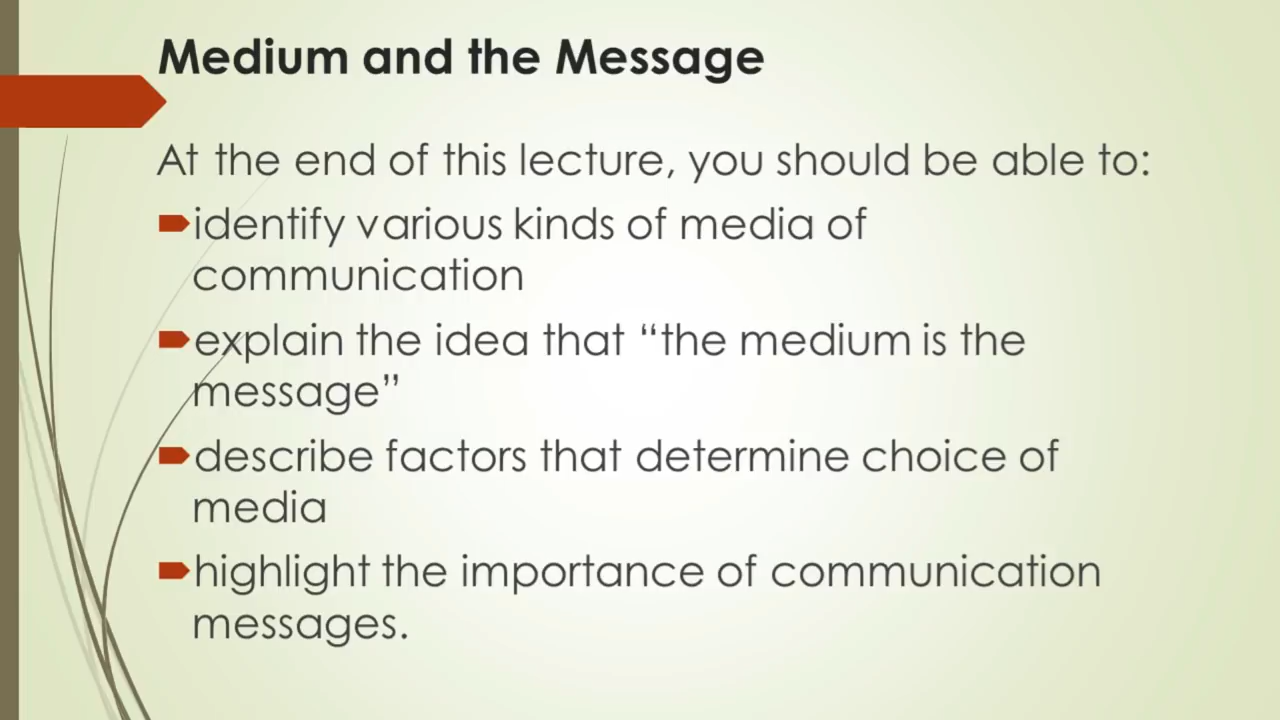 Medium and the Message
At the end of this lecture, you should be able to:
identify various kinds of media of
communication
explain the idea that “the medium is the
message”
describe factors that determine choice of
media
highlight the importance of communication
messages.